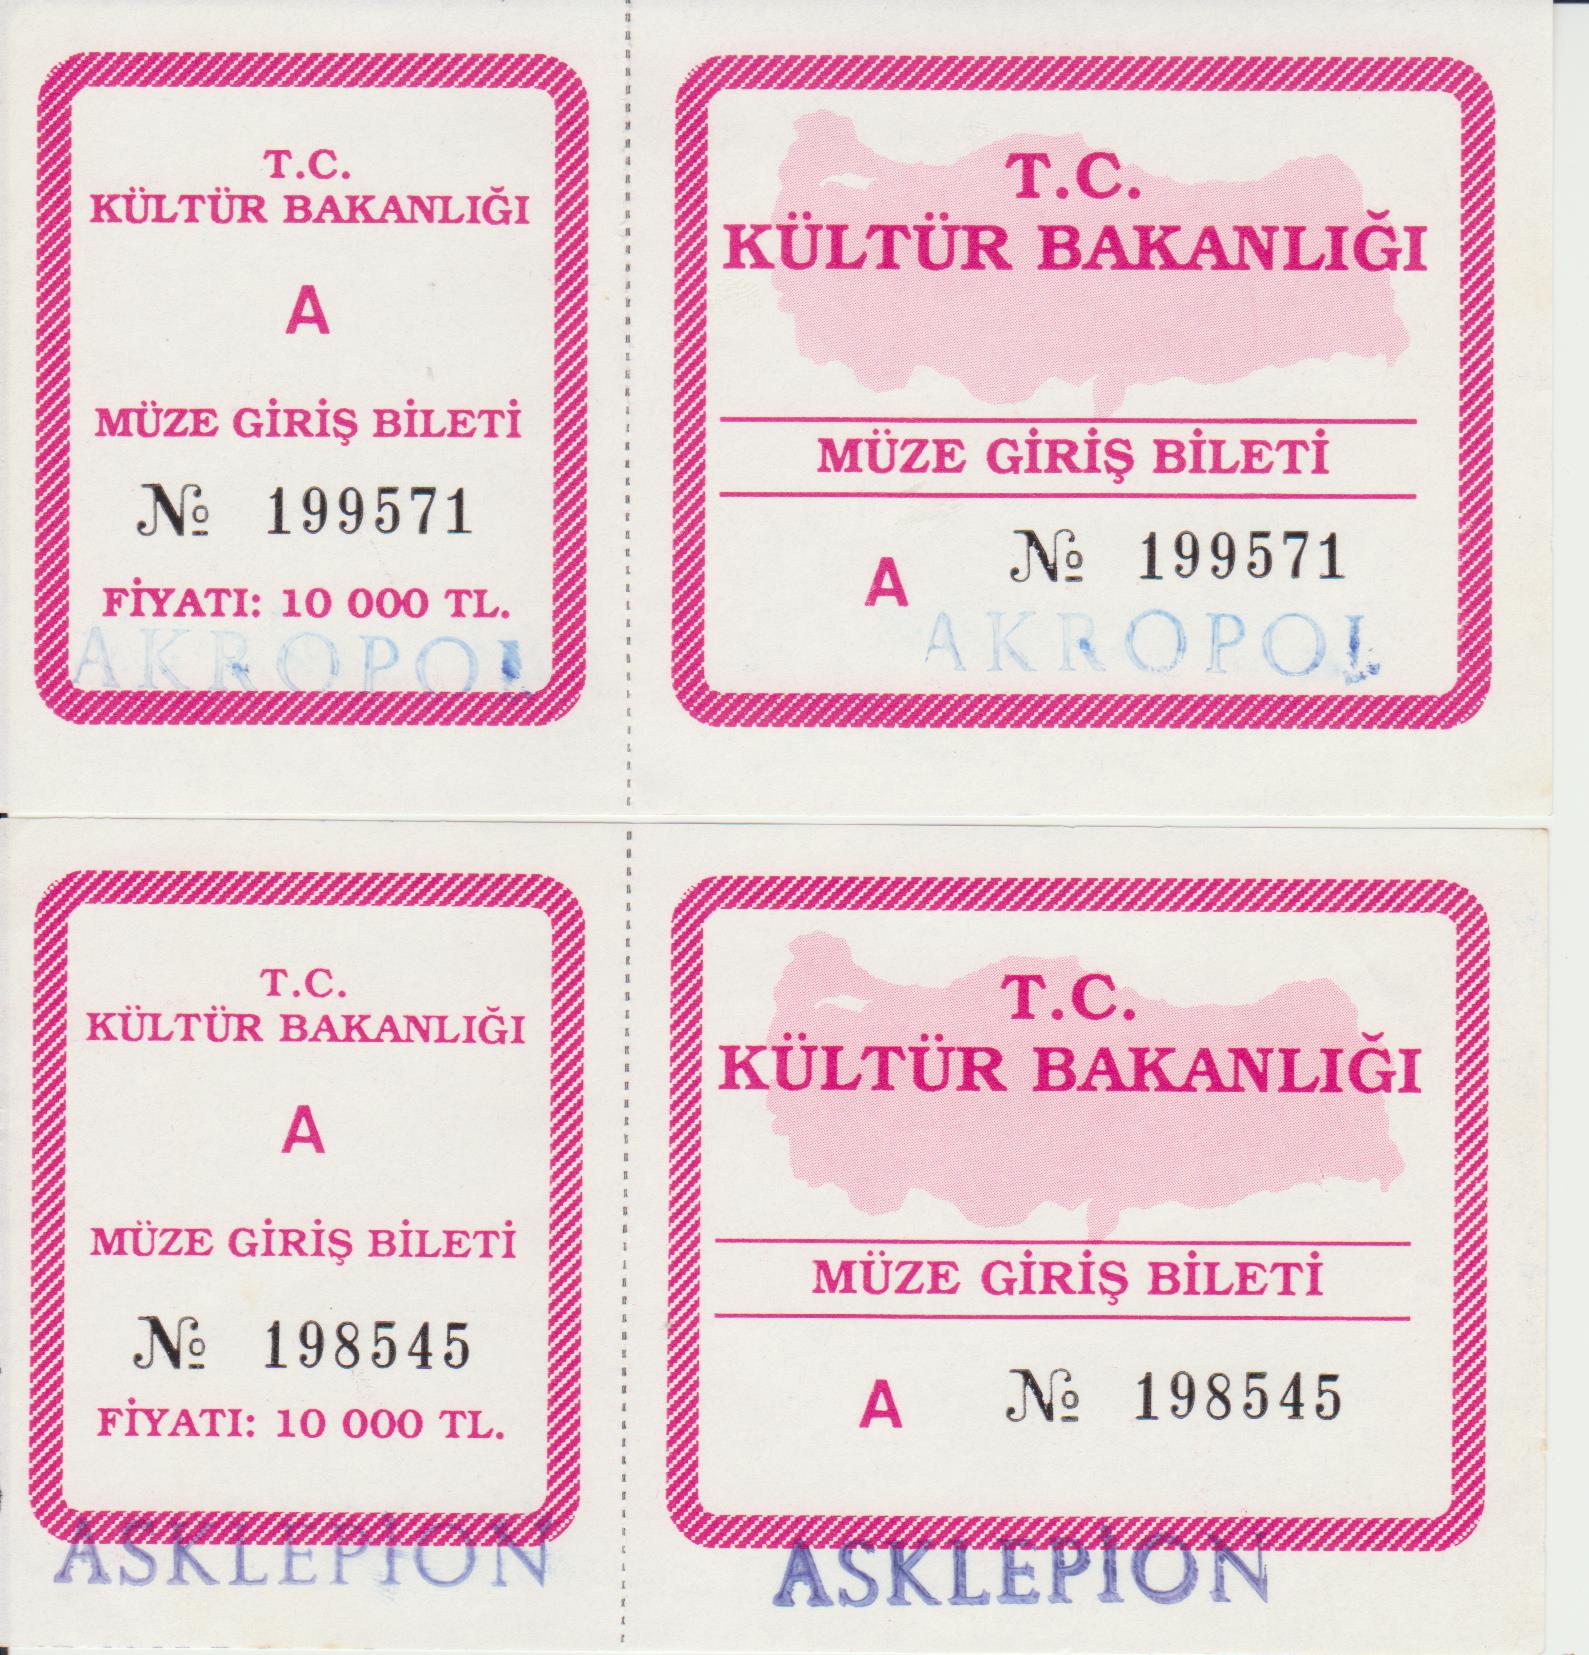 T.C.
KÜLTÜR BAKANLIĞI
A
MÜZE GİRİŞ BİLETİ
№ 199571
FİYATI: 10 000 TL.
AKROPOL
T.C.
KÜLTÜR BAKANLIĞI
MÜZE GİRİŞ BİLETİ
A № 199571
AKROPOL
T.C.
KÜLTÜR BAKANLIĞI
A
MÜZE GİRİŞ BİLETİ
№ 198545
FİYATI: 10 000 TL.
ASKLEPİON
T.C.
KÜLTÜR BAKANLIĞI
MÜZE GİRİŞ BİLETİ
A № 198545
ASKLEPİON